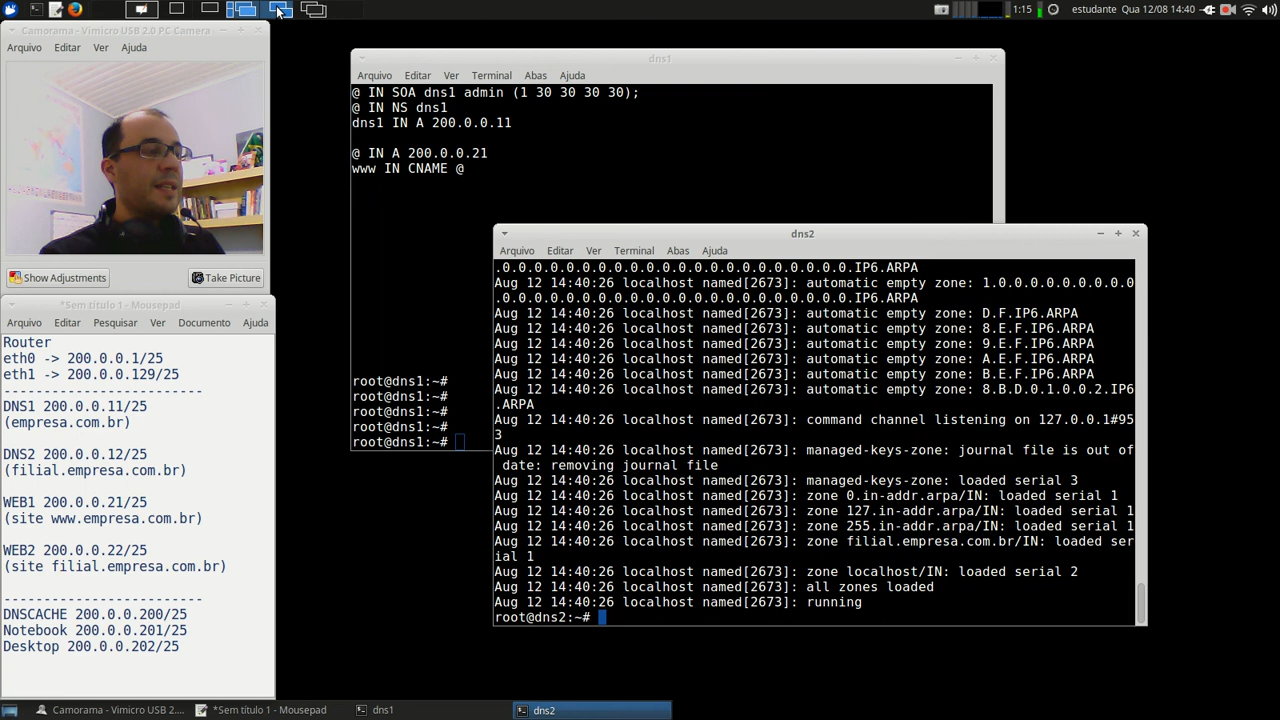 1:15
estudante
Qua 12/08 14:40
Camorama - Vimicro USB 2.0 PC Camera
Arquivo Editar Ver Ajuda
Show Adjustments
Take Picture
*Sem título 1 - Mousepad
Arquivo Editar Pesquisar Ver Documento Ajuda
Router
eth0 -> 200.0.0.1/25
eth1 -> 200.0.0.129/25
-------------------------
DNS1 200.0.0.11/25
(empresa.com.br)
DNS2 200.0.0.12/25
(filial.empresa.com.br)
WEB1 200.0.0.21/25
(site www.empresa.com.br)
WEB2 200.0.0.22/25
(site filial.empresa.com.br)
-------------------------
DNSCACHE 200.0.0.200/25
Notebook 200.0.0.201/25
Desktop 200.0.0.202/25
dns1
Arquivo Editar Ver Terminal Abas Ajuda
@ IN SOA dns1 admin (1 30 30 30 30);
@ IN NS dns1
dns1 IN A 200.0.0.11
@ IN A 200.0.0.21
www IN CNAME @
root@dns1:~#
root@dns1:~#
root@dns1:~#
root@dns1:~#
root@dns1:~#
dns2
Arquivo Editar Ver Terminal Abas Ajuda
.0.0.0.0.0.0.0.0.0.0.0.0.0.0.0.0.0.0.0.0.0.0.IP6.ARPA
Aug 12 14:40:26 localhost named[2673]: automatic empty zone: 1.0.0.0.0.0.0.0.0.0
.0.0.0.0.0.0.0.0.0.0.0.0.0.0.0.0.0.0.0.0.0.0.IP6.ARPA
Aug 12 14:40:26 localhost named[2673]: automatic empty zone: D.F.IP6.ARPA
Aug 12 14:40:26 localhost named[2673]: automatic empty zone: 8.E.F.IP6.ARPA
Aug 12 14:40:26 localhost named[2673]: automatic empty zone: 9.E.F.IP6.ARPA
Aug 12 14:40:26 localhost named[2673]: automatic empty zone: A.E.F.IP6.ARPA
Aug 12 14:40:26 localhost named[2673]: automatic empty zone: B.E.F.IP6.ARPA
Aug 12 14:40:26 localhost named[2673]: automatic empty zone: 8.B.D.0.1.0.0.2.IP6
.ARPA
Aug 12 14:40:26 localhost named[2673]: command channel listening on 127.0.0.1#95
3
Aug 12 14:40:26 localhost named[2673]: managed-keys-zone: journal file is out of
date: removing journal file
Aug 12 14:40:26 localhost named[2673]: managed-keys-zone: loaded serial 3
Aug 12 14:40:26 localhost named[2673]: zone 0.in-addr.arpa/IN: loaded serial 1
Aug 12 14:40:26 localhost named[2673]: zone 127.in-addr.arpa/IN: loaded serial 1
Aug 12 14:40:26 localhost named[2673]: zone 255.in-addr.arpa/IN: loaded serial 1
Aug 12 14:40:26 localhost named[2673]: zone filial.empresa.com.br/IN: loaded ser
ial 1
Aug 12 14:40:26 localhost named[2673]: zone localhost/IN: loaded serial 2
Aug 12 14:40:26 localhost named[2673]: all zones loaded
Aug 12 14:40:26 localhost named[2673]: running
root@dns2:~#
Camorama - Vimicro USB 2....
*Sem título 1 - Mousepad
dns1
dns2